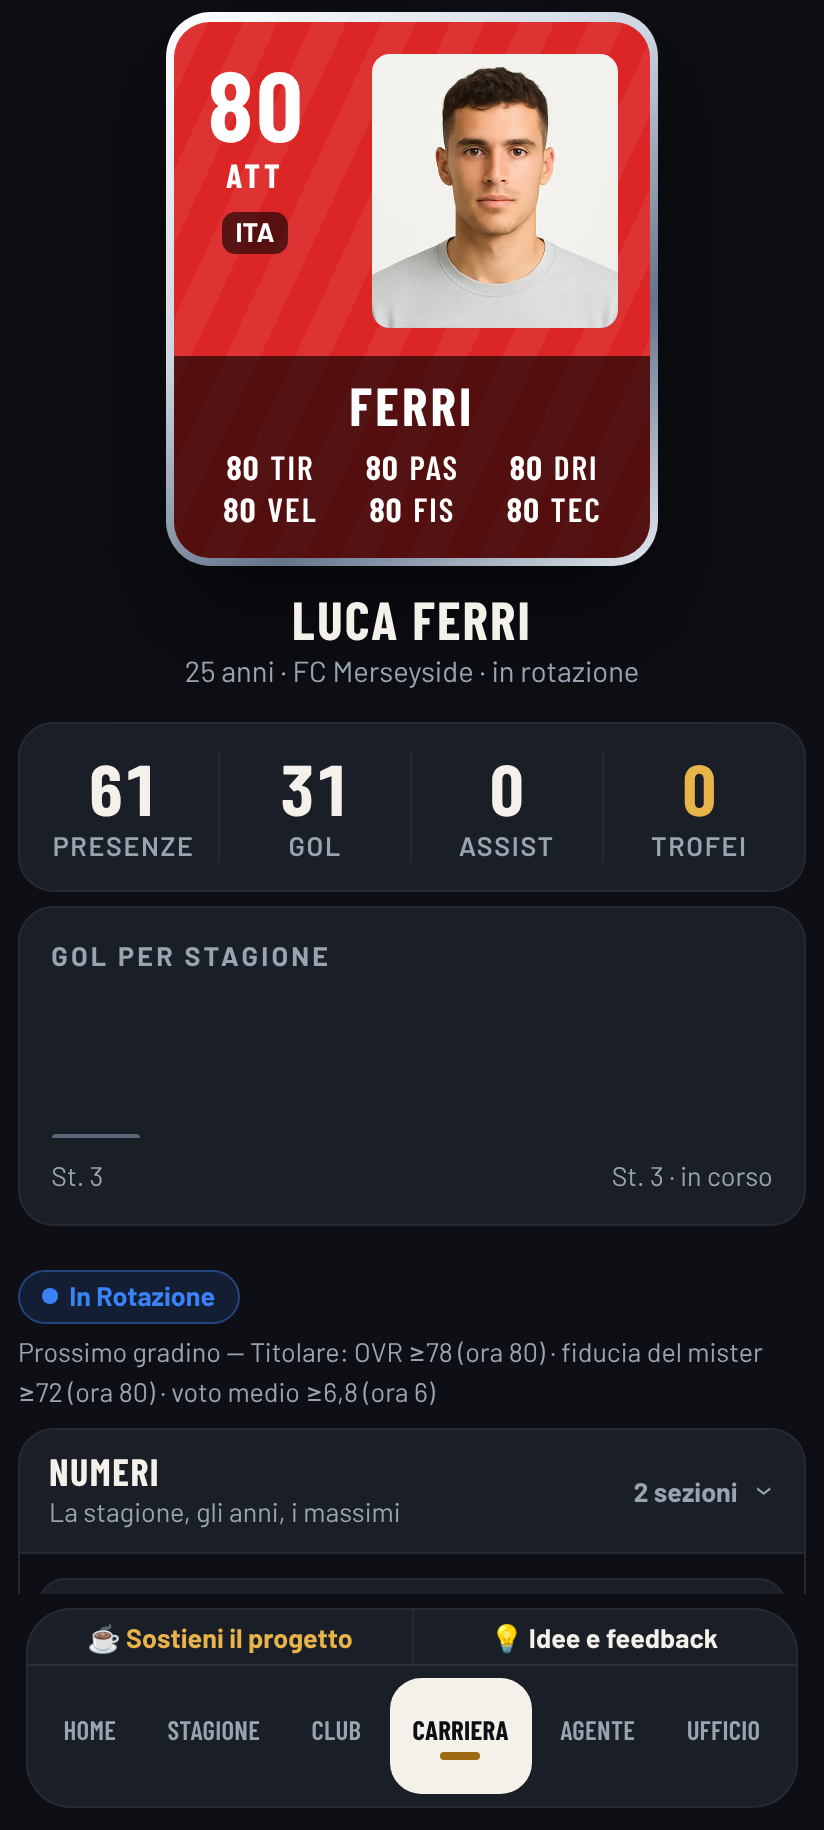 80
ATT
ITA
FERRI
80 TIR 80 PAS 80 DRI
80 VEL 80 FIS 80 TEC
LUCA FERRI
25 anni · FC Merseyside · in rotazione
61 31 0 0
PRESENZE GOL ASSIST TROFEI
GOL PER STAGIONE
St. 3 St. 3 · in corso
In Rotazione
Prossimo gradino — Titolare: OVR ≥78 (ora 80) · fiducia del mister
≥72 (ora 80) · voto medio ≥6,8 (ora 6)
NUMERI
La stagione, gli anni, i massimi
2 sezioni
Sostieni il progetto Idee e feedback
HOME STAGIONE CLUB CARRIERA AGENTE UFFICIO